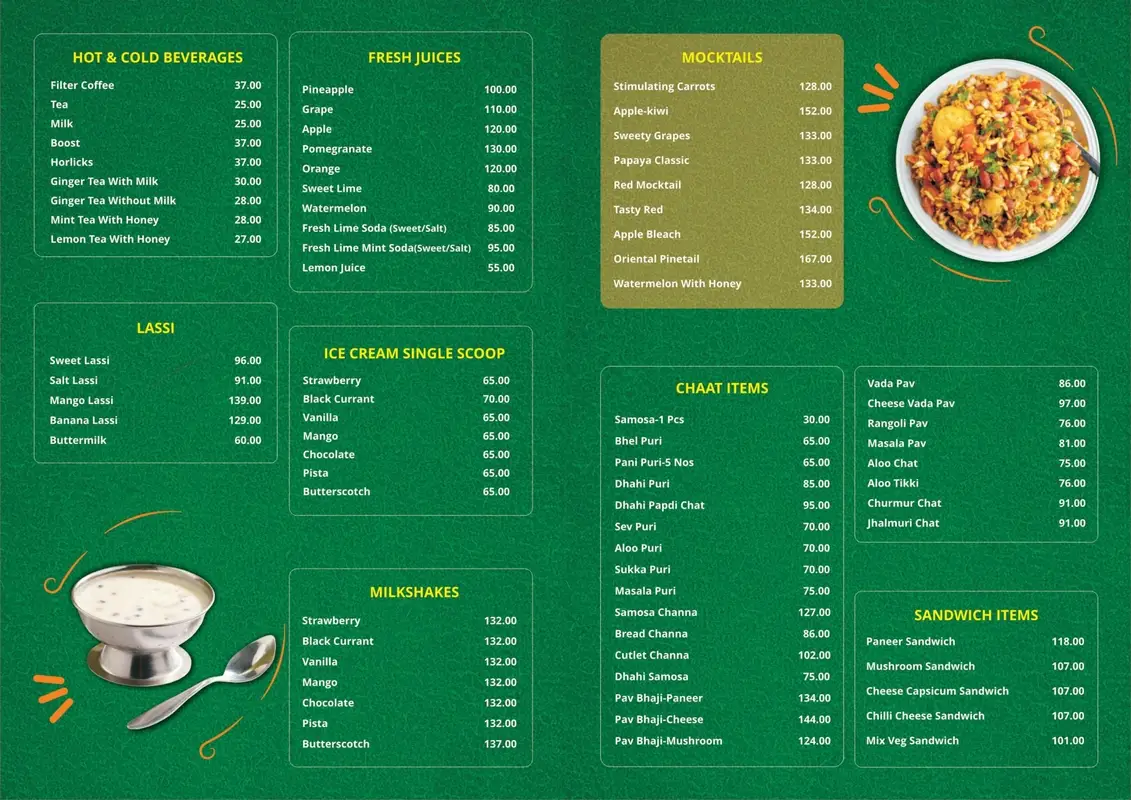 HOT & COLD BEVERAGES
Filter Coffee 37.00
Tea 25.00
Milk 25.00
Boost 37.00
Horlicks 37.00
Ginger Tea With Milk 30.00
Ginger Tea Without Milk 28.00
Mint Tea With Honey 28.00
Lemon Tea With Honey 27.00
LASSI
Sweet Lassi 96.00
Salt Lassi 91.00
Mango Lassi 139.00
Banana Lassi 129.00
Buttermilk 60.00
FRESH JUICES
Pineapple 100.00
Grape 110.00
Apple 120.00
Pomegranate 130.00
Orange 120.00
Sweet Lime 80.00
Watermelon 90.00
Fresh Lime Soda (Sweet/Salt) 85.00
Fresh Lime Mint Soda(Sweet/Salt) 95.00
Lemon Juice 55.00
ICE CREAM SINGLE SCOOP
Strawberry 65.00
Black Currant 70.00
Vanilla 65.00
Mango 65.00
Chocolate 65.00
Pista 65.00
Butterscotch 65.00
MILKSHAKES
Strawberry 132.00
Black Currant 132.00
Vanilla 132.00
Mango 132.00
Chocolate 132.00
Pista 132.00
Butterscotch 137.00
MOCKTAILS
Stimulating Carrots 128.00
Apple-kiwi 152.00
Sweety Grapes 133.00
Papaya Classic 133.00
Red Mocktail 128.00
Tasty Red 134.00
Apple Bleach 152.00
Oriental Pinetail 167.00
Watermelon With Honey 133.00
CHAAT ITEMS
Samosa-1 Pcs 30.00
Bhel Puri 65.00
Pani Puri-5 Nos 65.00
Dhahi Puri 85.00
Dhahi Papdi Chat 95.00
Sev Puri 70.00
Aloo Puri 70.00
Sukka Puri 70.00
Masala Puri 75.00
Samosa Channa 127.00
Bread Channa 86.00
Cutlet Channa 102.00
Dhahi Samosa 75.00
Pav Bhaji-Paneer 134.00
Pav Bhaji-Cheese 144.00
Pav Bhaji-Mushroom 124.00
Vada Pav 86.00
Cheese Vada Pav 97.00
Rangoli Pav 76.00
Masala Pav 81.00
Aloo Chat 75.00
Aloo Tikki 76.00
Churmur Chat 91.00
Jhalmuri Chat 91.00
SANDWICH ITEMS
Paneer Sandwich 118.00
Mushroom Sandwich 107.00
Cheese Capsicum Sandwich 107.00
Chilli Cheese Sandwich 107.00
Mix Veg Sandwich 101.00